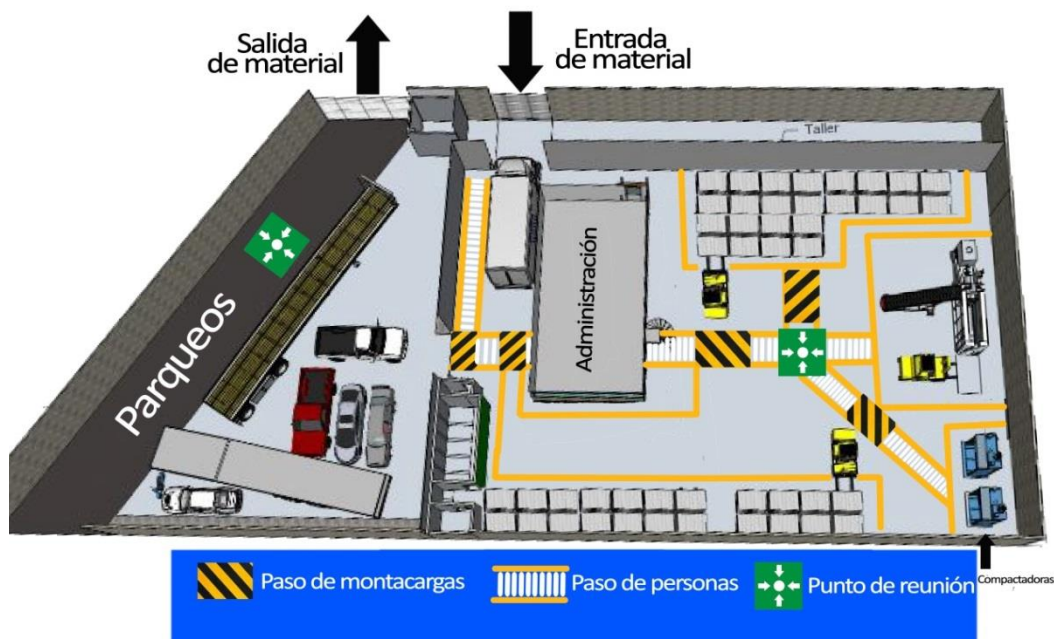 Salida
de material
Entrada
de material
Taller
Administración
Parqueos
Paso de montacargas
Paso de personas
Punto de reunión
Compactadoras